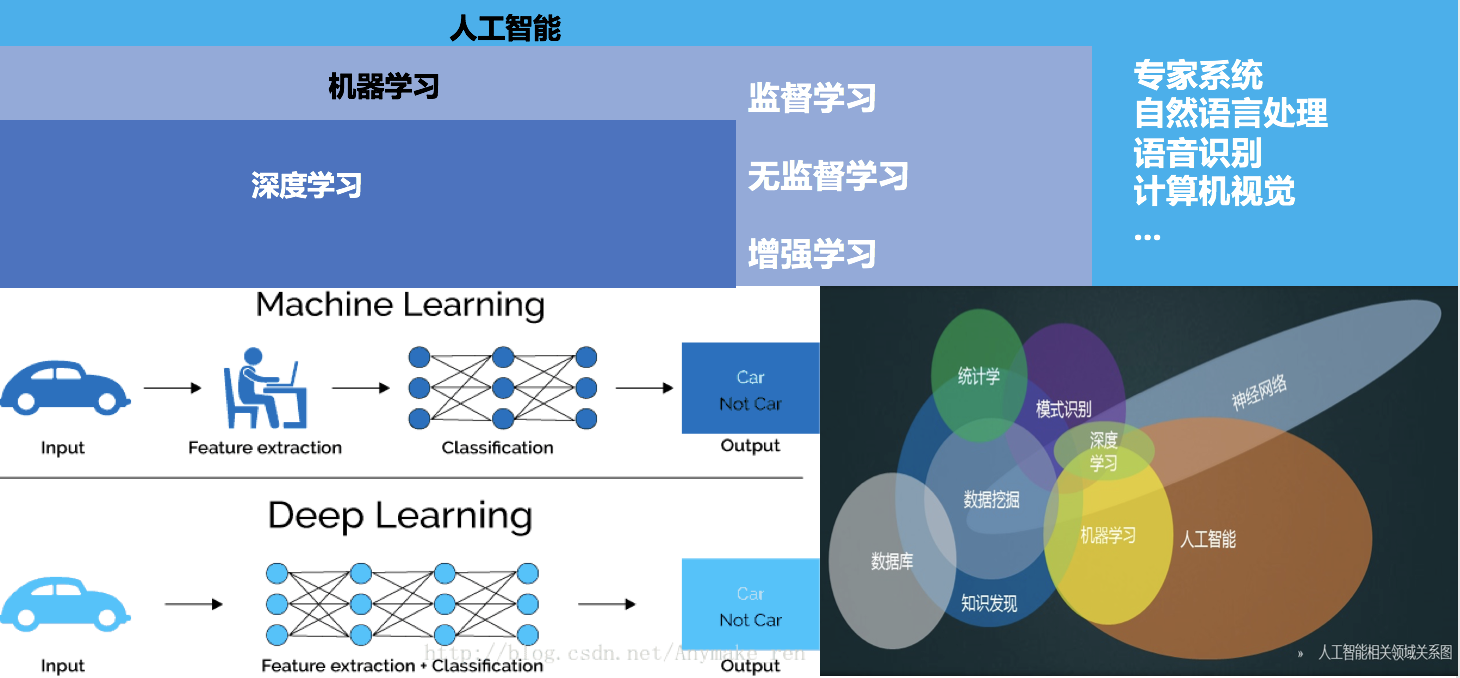 人工智能
机器学习
深度学习
监督学习
无监督学习
增强学习
专家系统
自然语言处理
语音识别
计算机视觉
...
Machine Learning
Input
Feature extraction
Classification
Car
Not Car
Output
Deep Learning
Input
Feature extraction + Classification
Car
Not Car
Output
http://blog.csdn.net/Anymake_ren
统计学
模式识别
神经网络
深度
学习
数据挖掘
机器学习
人工智能
数据库
知识发现
» 人工智能相关领域关系图